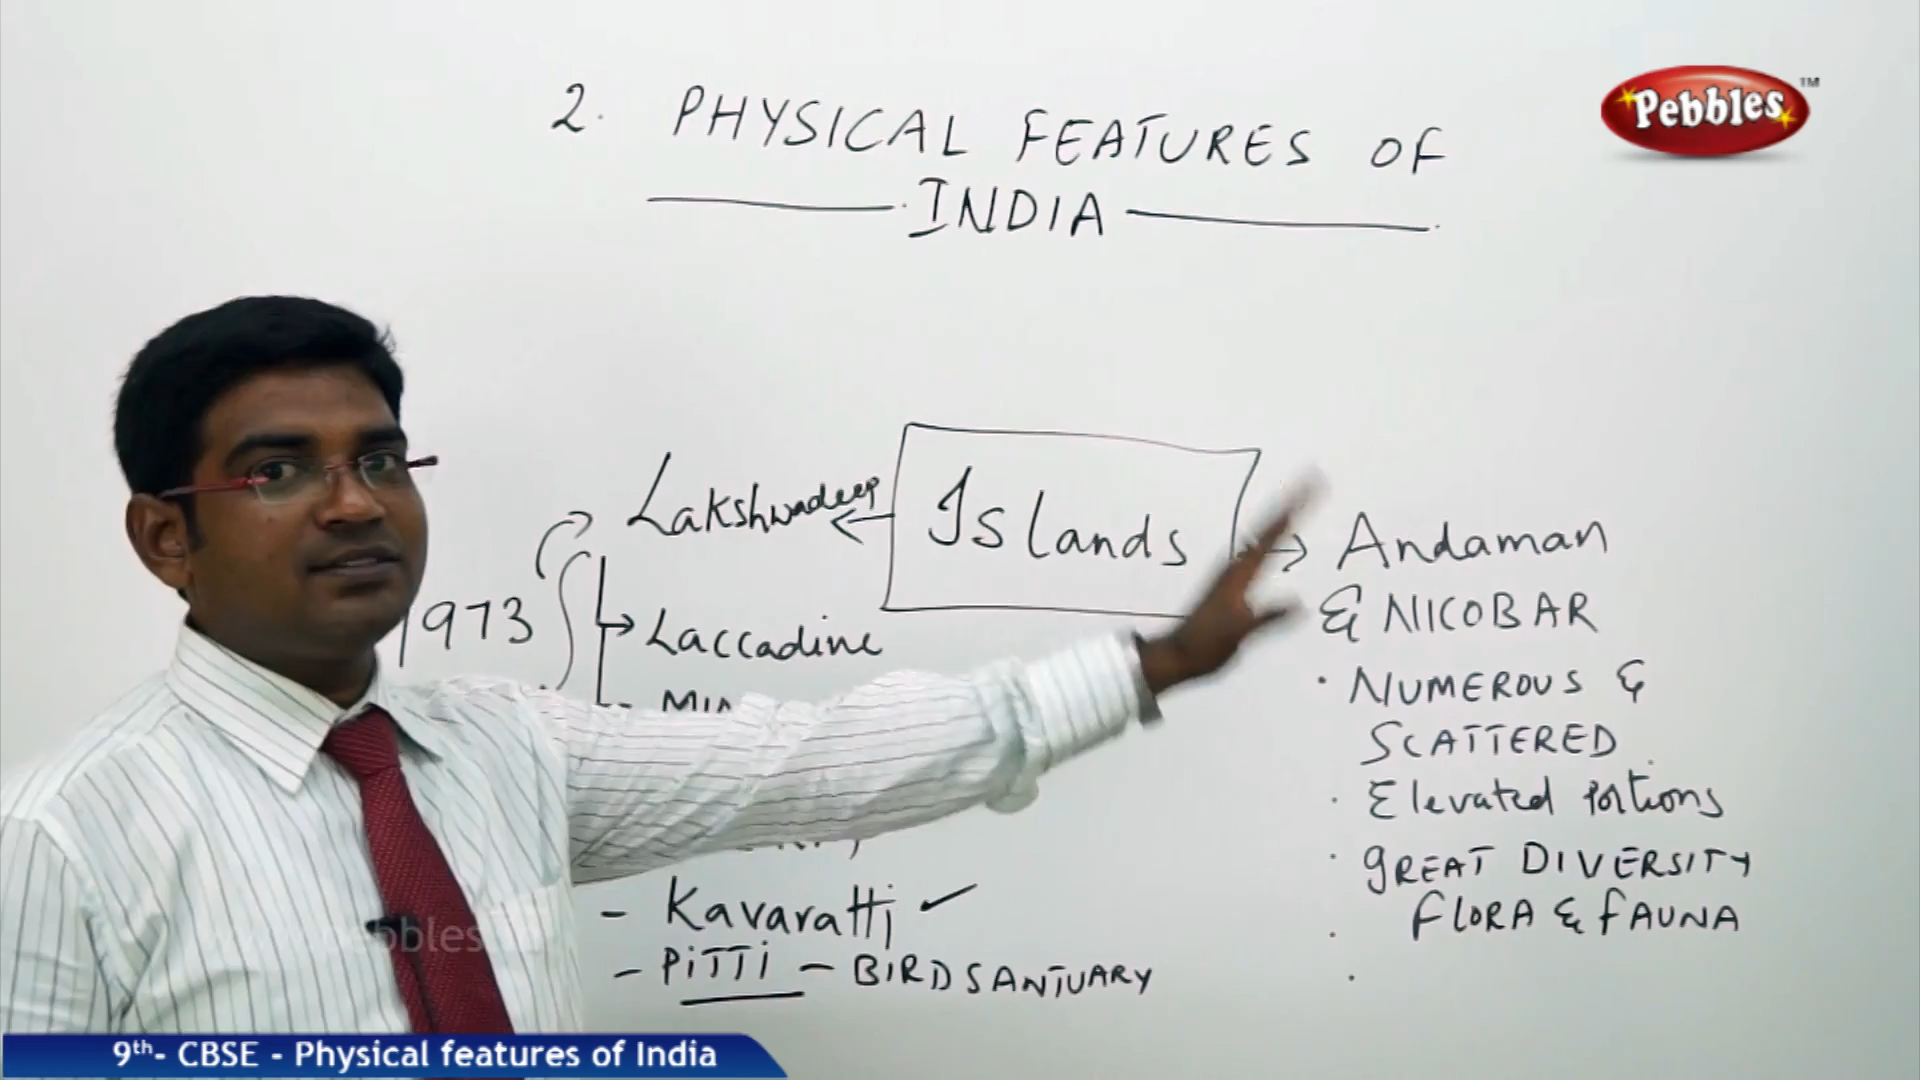 2. PHYSICAL FEATURES OF
INDIA
Pebbles TM
Islands
Lakshwadeep
1973
Laccadine
- Kavaratti ✓
- PITTI - BIRD SANTUARY
Andaman
& NICOBAR
. NUMEROUS &
SCATTERED
. Elevated Portions
. GREAT DIVERSITY
. FLORA & FAUNA
.
9th- CBSE - Physical features of India